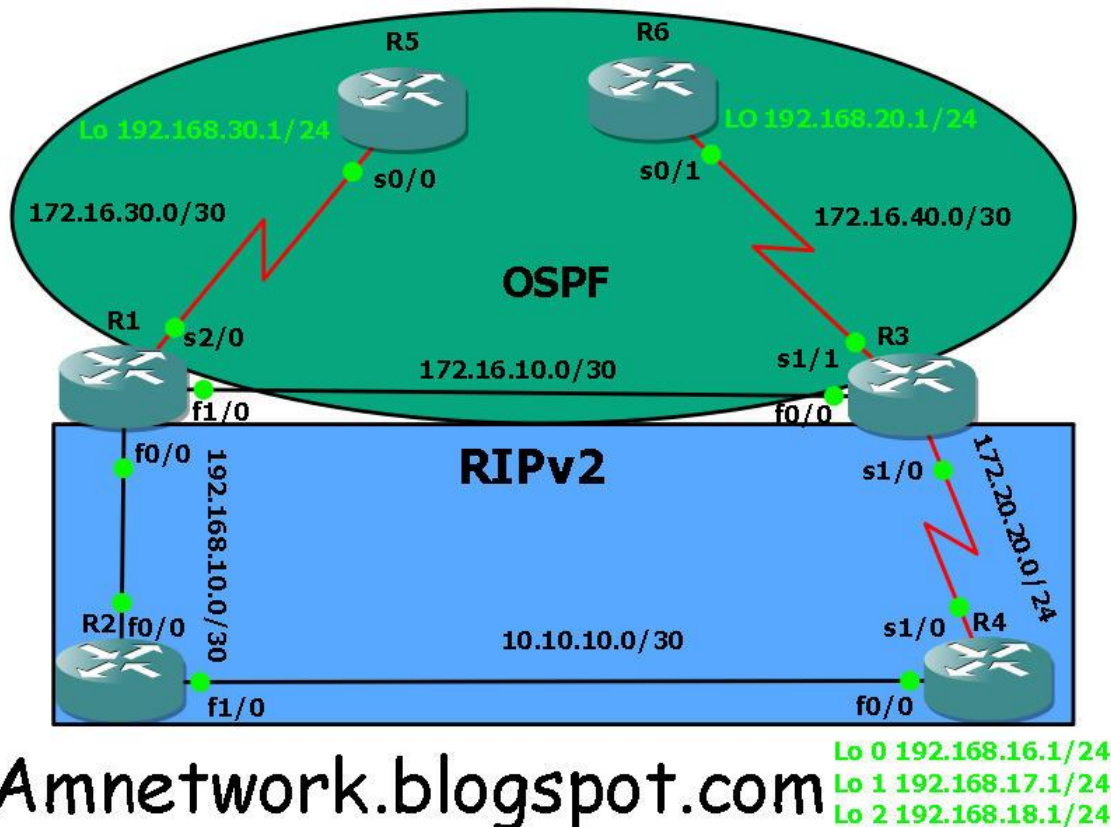 R5
R6
Lo 192.168.30.1/24
LO 192.168.20.1/24
s0/0
s0/1
172.16.30.0/30
172.16.40.0/30
OSPF
R1
s2/0
R3
s1/1
172.16.10.0/30
f1/0
f0/0
f0/0
RIPv2
s1/0
192.168.10.0/30
172.20.20.0/24
R2
f0/0
10.10.10.0/30
s1/0
R4
f1/0
f0/0
Amnetwork.blogspot.com
Lo 0 192.168.16.1/24
Lo 1 192.168.17.1/24
Lo 2 192.168.18.1/24